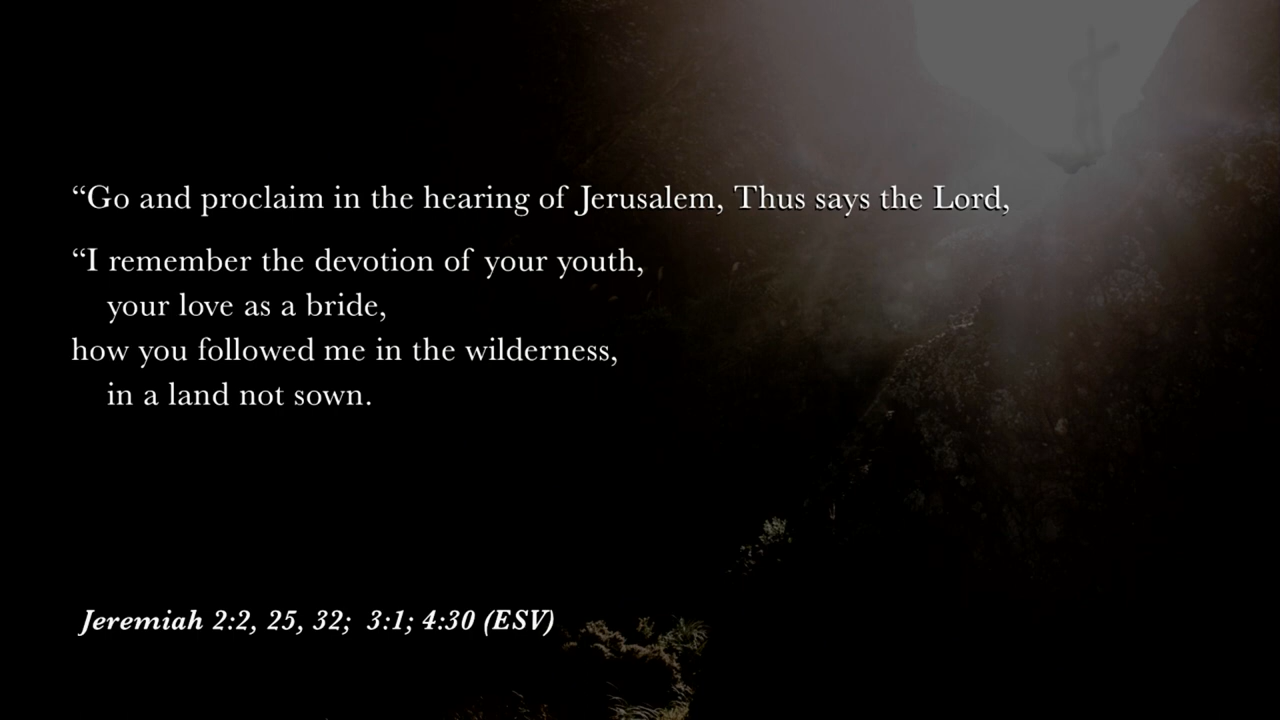 “Go and proclaim in the hearing of Jerusalem, Thus says the Lord,
“I remember the devotion of your youth,
your love as a bride,
how you followed me in the wilderness,
in a land not sown.
Jeremiah 2:2, 25, 32;  3:1; 4:30 (ESV)